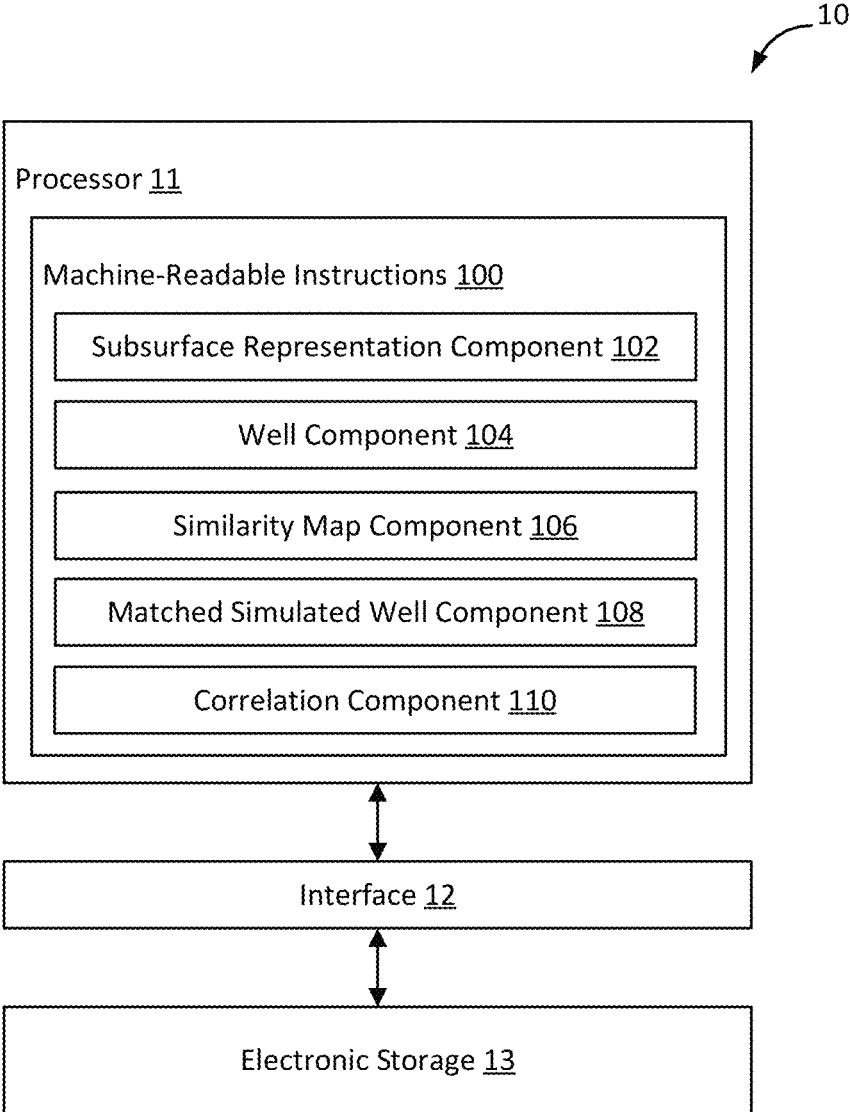 10
Processor 11
Machine-Readable Instructions 100
Subsurface Representation Component 102
Well Component 104
Similarity Map Component 106
Matched Simulated Well Component 108
Correlation Component 110
Interface 12
Electronic Storage 13